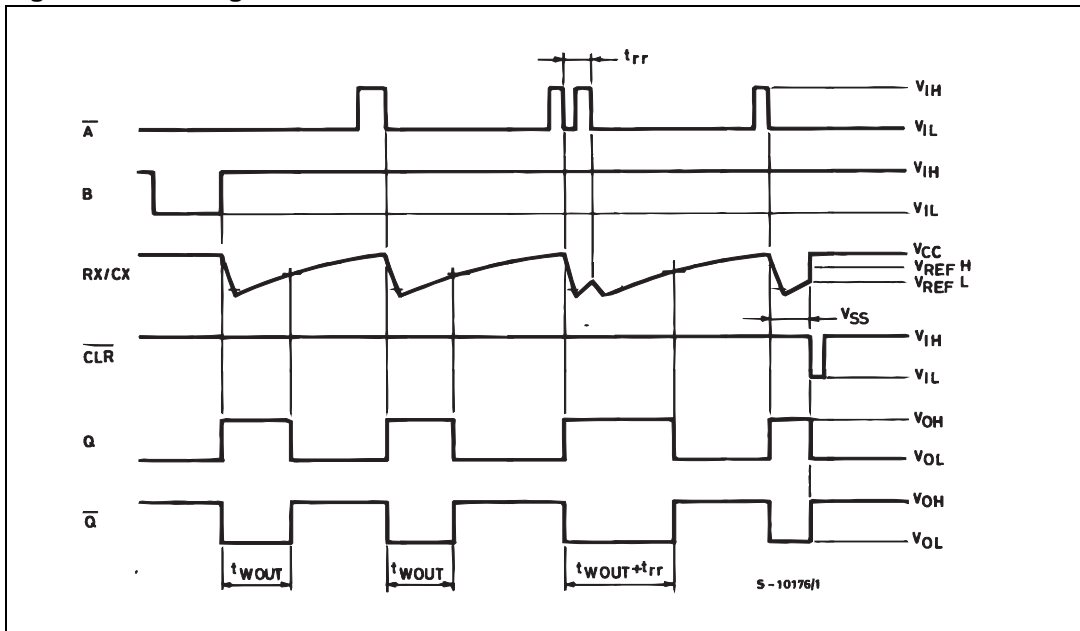 trr
A VIH
VIL
B VIH
VIL
RX/CX VCC
VREF H
VREF L
VSS
CLR VIH
VIL
Q VOH
VOL
Q VOH
VOL
tWOUT tWOUT tWOUT+trr
S-10176/1